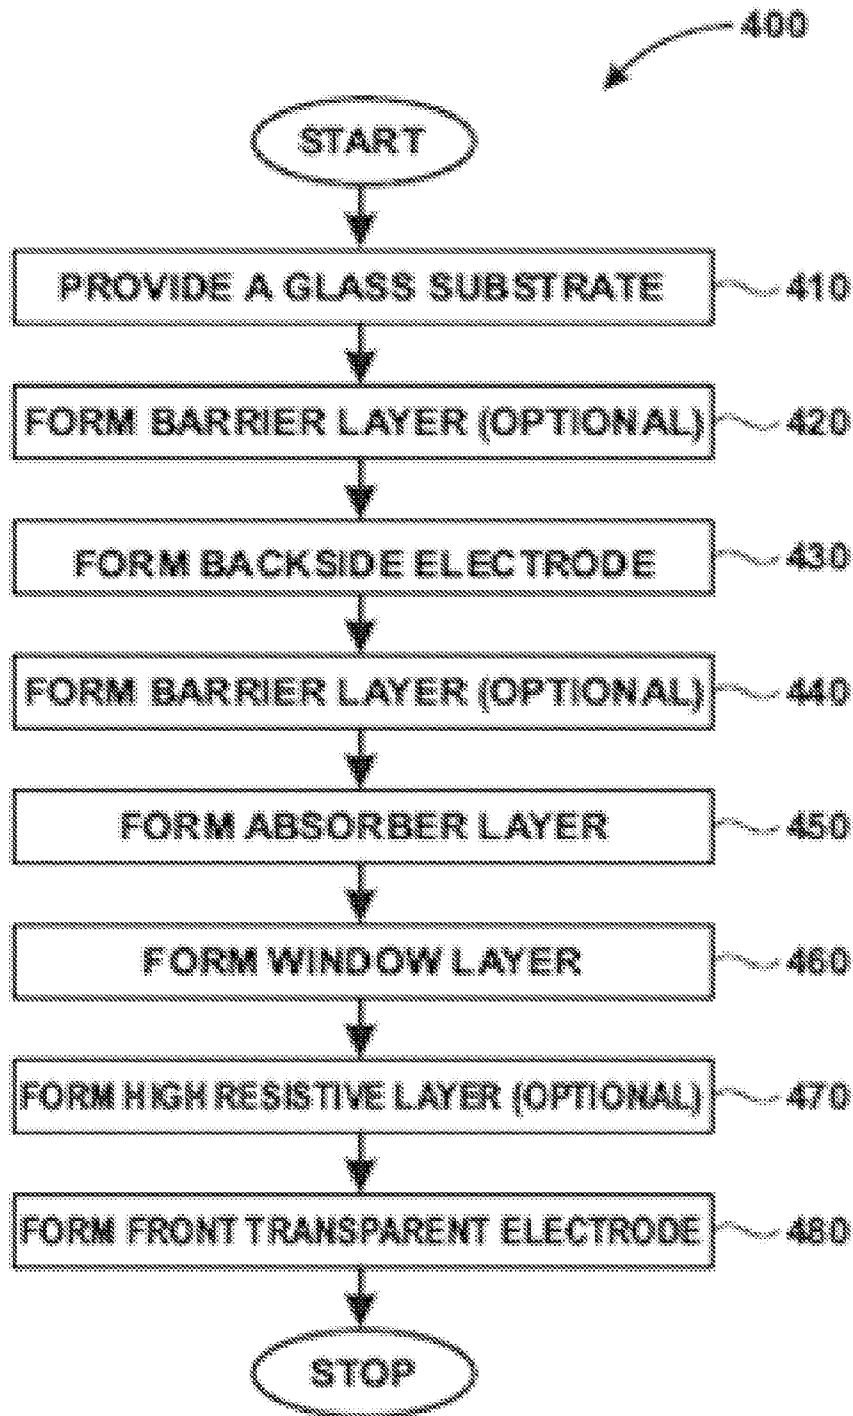 400
START
PROVIDE A GLASS SUBSTRATE 410
FORM BARRIER LAYER (OPTIONAL) 420
FORM BACKSIDE ELECTRODE 430
FORM BARRIER LAYER (OPTIONAL) 440
FORM ABSORBER LAYER 450
FORM WINDOW LAYER 460
FORM HIGH RESISTIVE LAYER (OPTIONAL) 470
FORM FRONT TRANSPARENT ELECTRODE 480
STOP